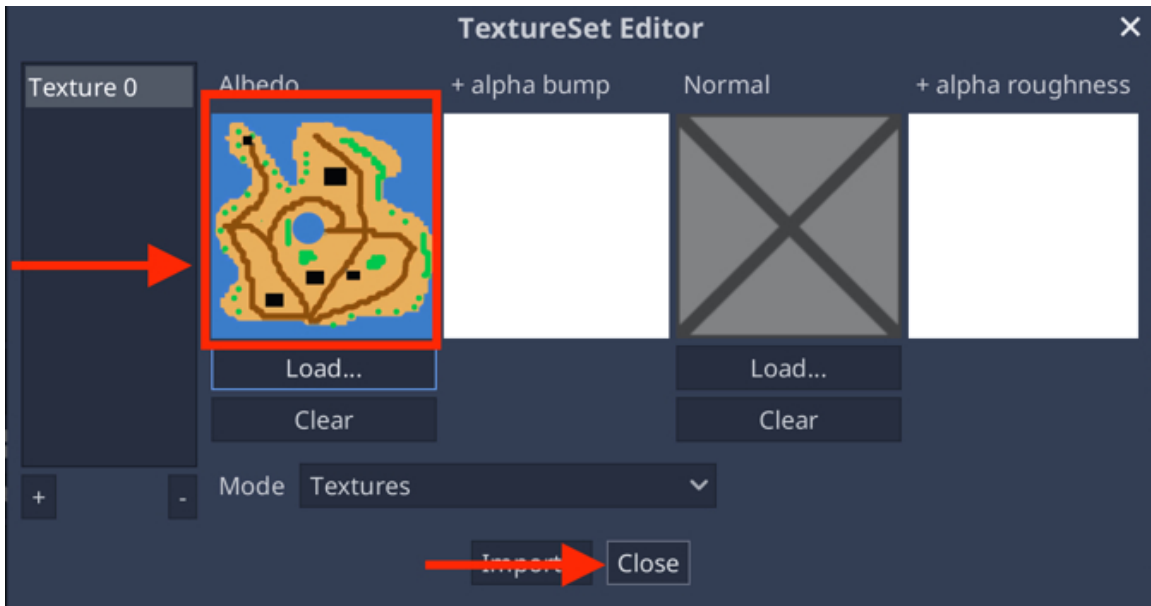 TextureSet Editor
Texture 0
Albedo
+ alpha bump
Normal
+ alpha roughness
Load...
Load...
Clear
Clear
+
-
Mode
Textures
Import...
Close